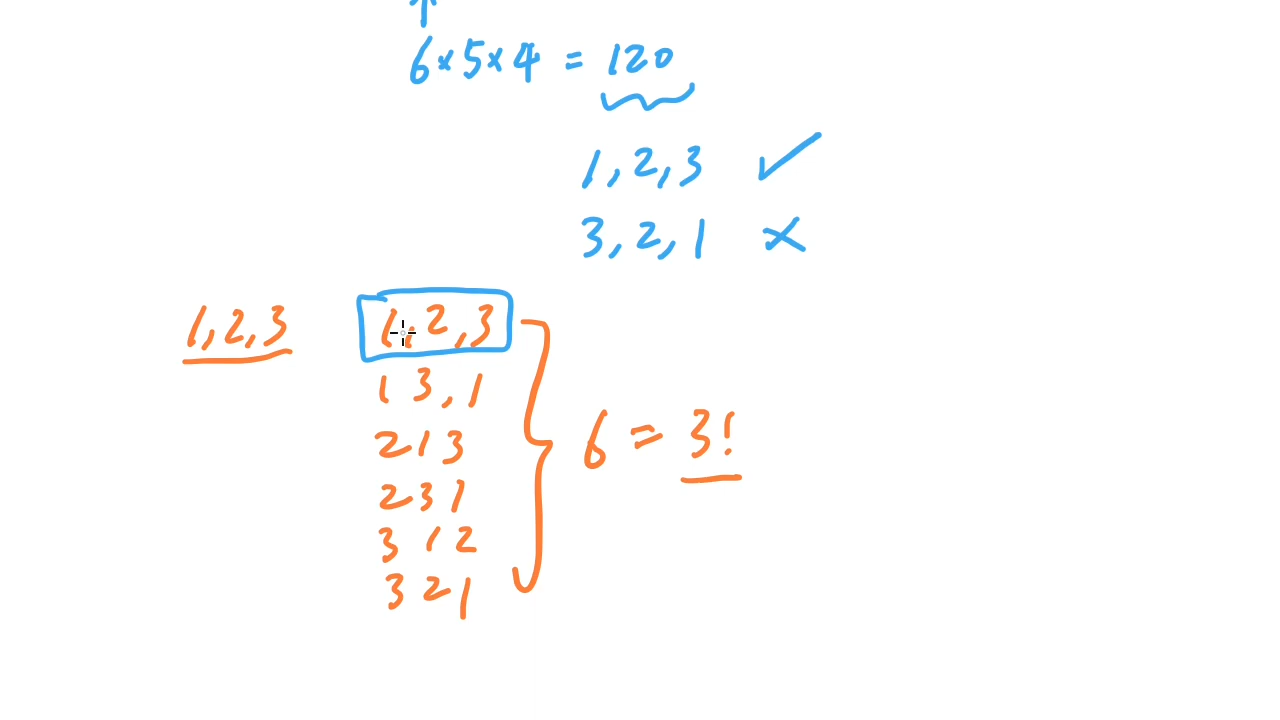 6×5×4 = 120
1,2,3 ✓
3,2,1 ×
1,2,3 1,2,3
1 3,1
2 1 3
6 = 3!
2 3 1
3 1 2
3 2 1